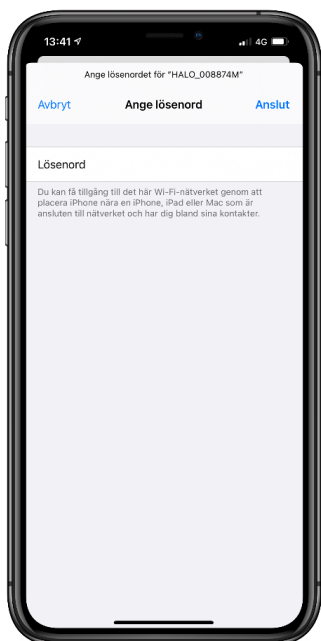 13:41 4G
Ange lösenordet för "HALO_008874M"
Avbryt Ange lösenord Anslut
Lösenord
Du kan få tillgång till det här Wi-Fi-nätverket genom att
placera iPhone nära en iPhone, iPad eller Mac som är
ansluten till nätverket och har dig bland sina kontakter.